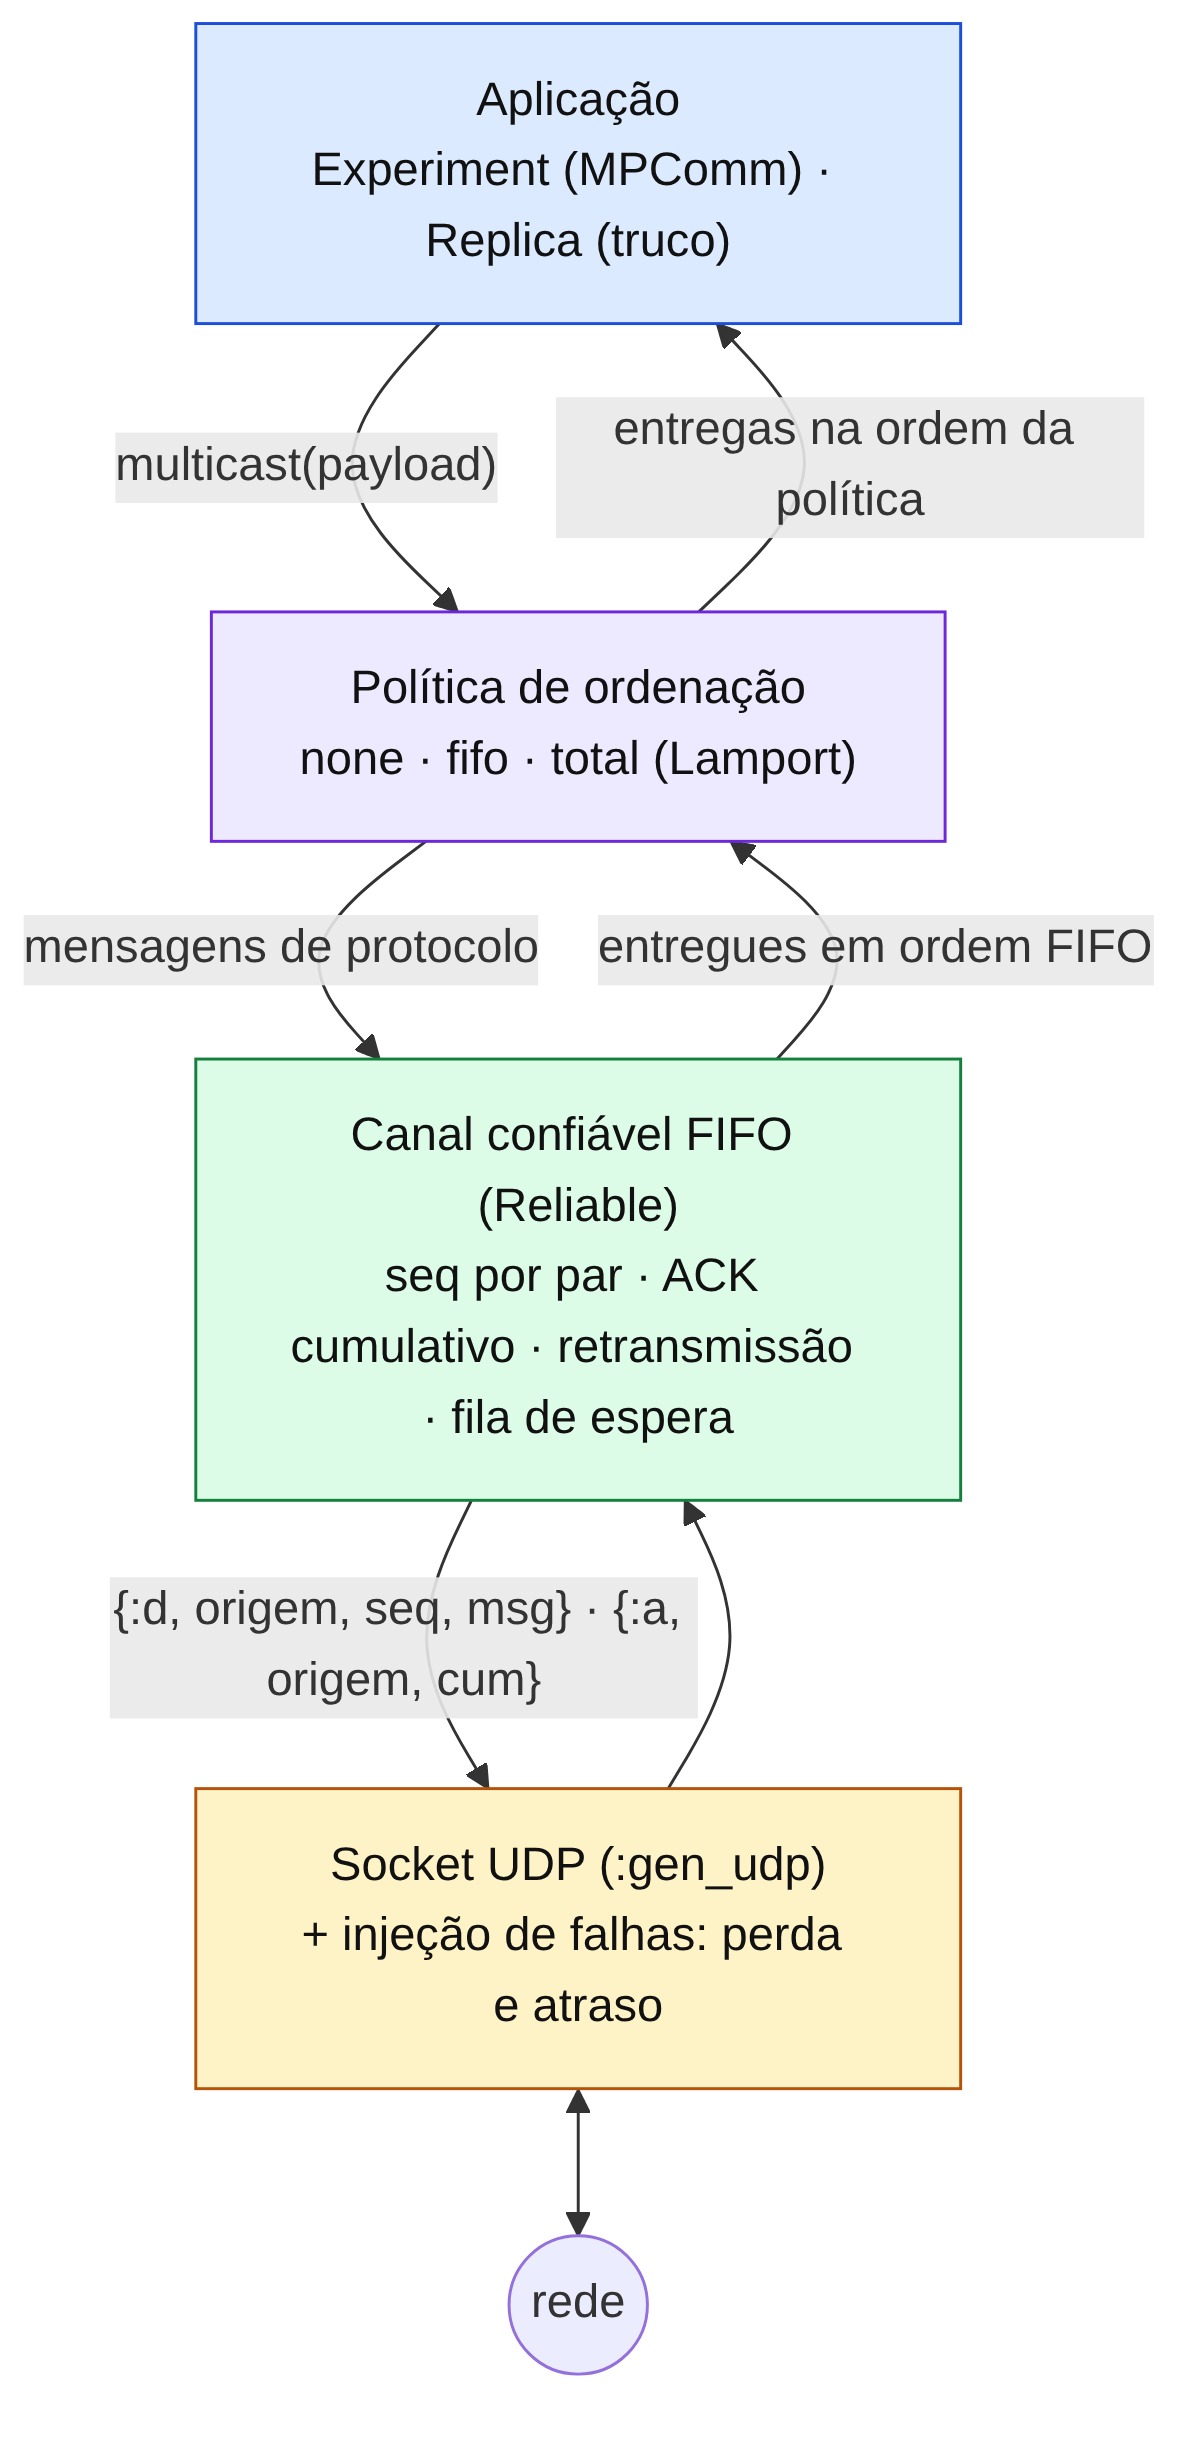 Aplicação
Experiment (MPComm) ·
Replica (truco)
multicast(payload)
entregas na ordem da
política
Política de ordenação
none · fifo · total (Lamport)
mensagens de protocolo
entregues em ordem FIFO
Canal confiável FIFO
(Reliable)
seq por par · ACK
cumulativo · retransmissão
· fila de espera
{:d, origem, seq, msg} · {:a,
origem, cum}
Socket UDP (:gen_udp)
+ injeção de falhas: perda
e atraso
rede